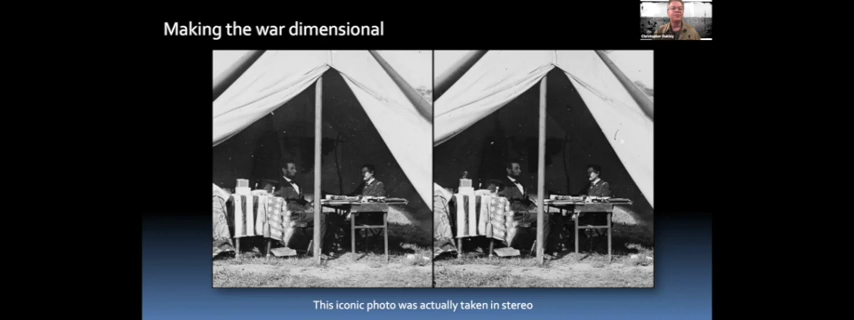 Making the war dimensional
This iconic photo was actually taken in stereo